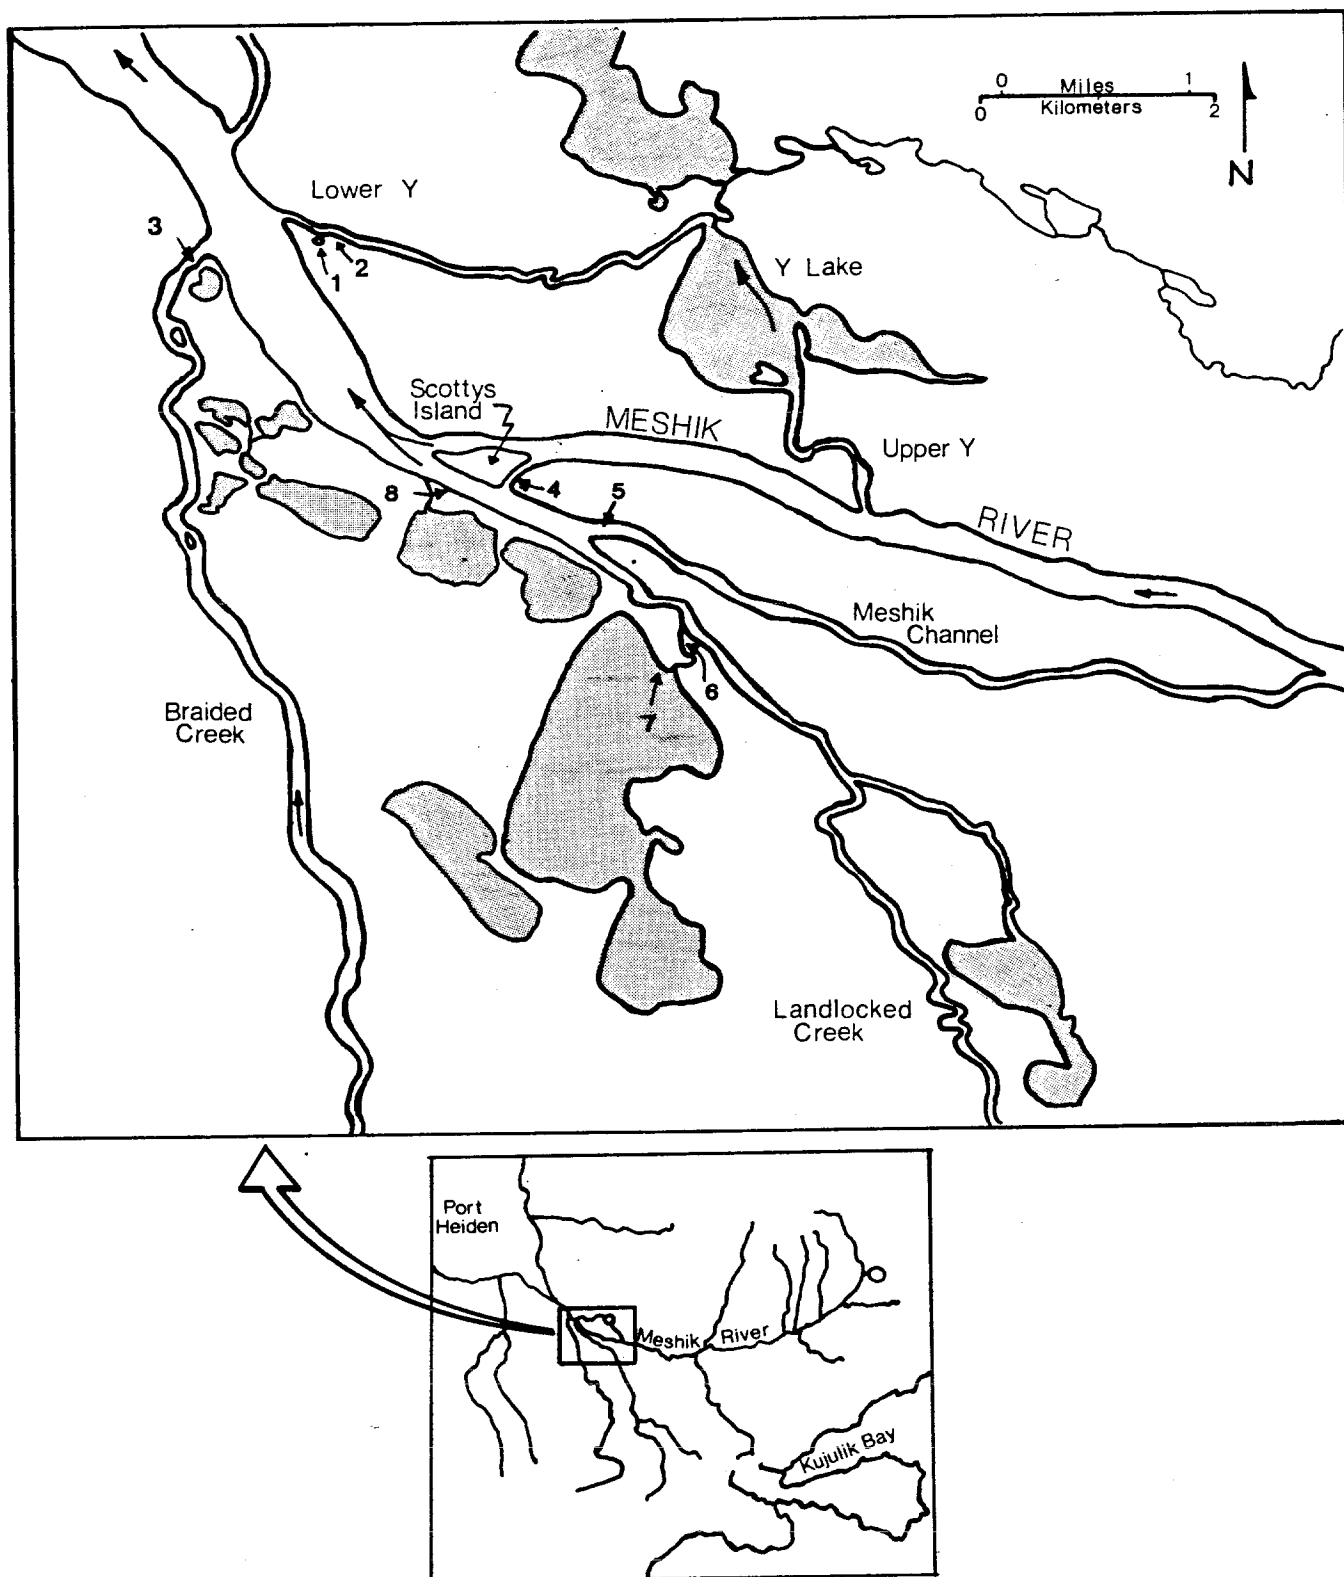 0 Miles 1
0 Kilometers 2
N
Lower Y
3
1
2
Y Lake
Scottys
Island
MESHIK
Upper Y
8
4
5
RIVER
Meshik
Channel
6
7
Braided
Creek
Landlocked
Creek
Port
Heiden
Meshik River
Kujulik Bay